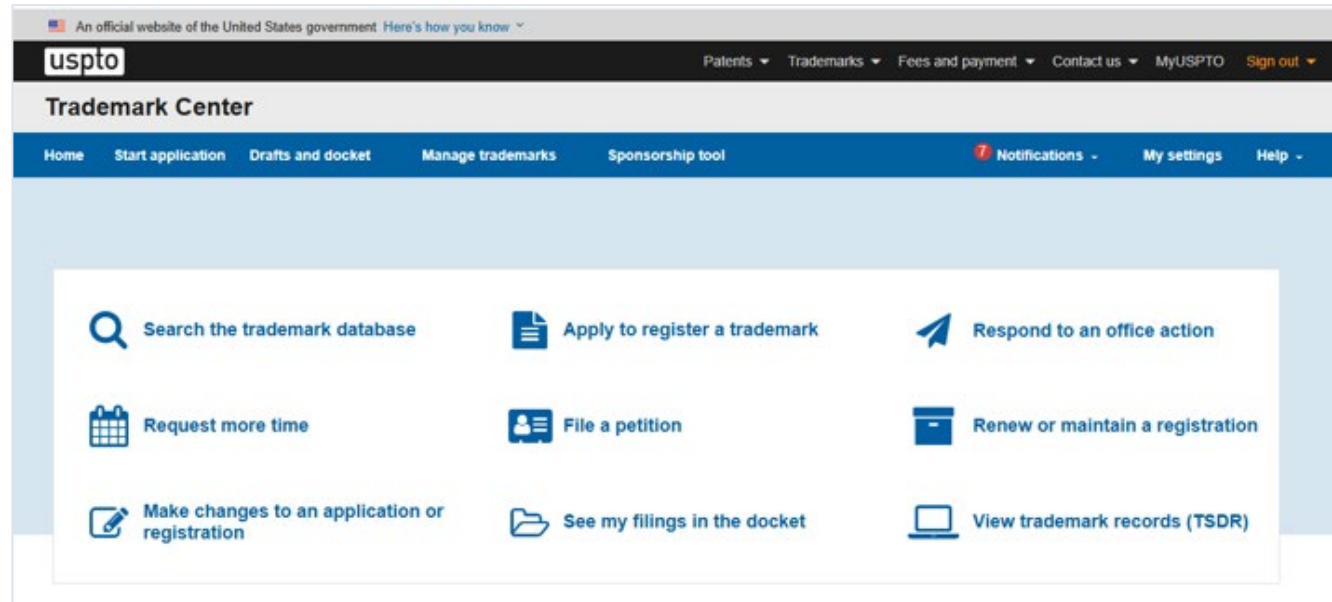 An official website of the United States government Here's how you know
uspto
Patents Trademarks Fees and payment Contact us MyUSPTO Sign out
Trademark Center
Home Start application Drafts and docket Manage trademarks Sponsorship tool 7 Notifications My settings Help
Search the trademark database
Apply to register a trademark
Respond to an office action
Request more time
File a petition
Renew or maintain a registration
Make changes to an application or
registration
See my filings in the docket
View trademark records (TSDR)